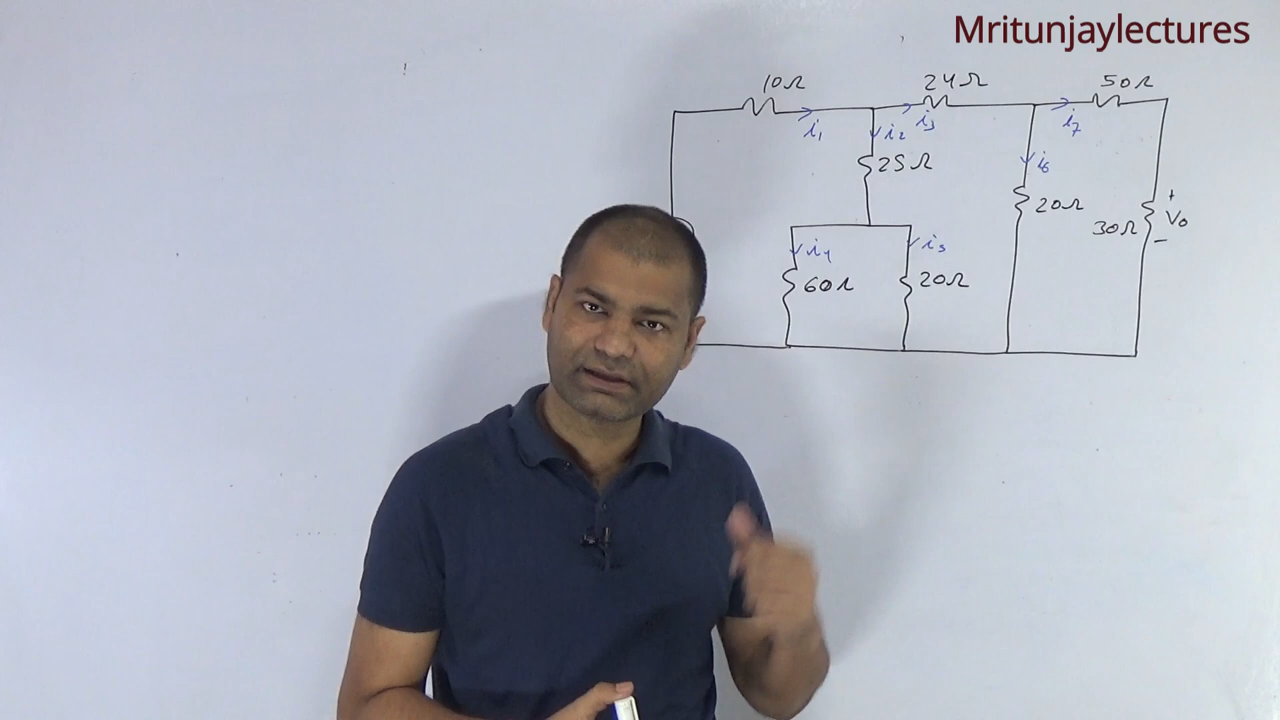 Mritunjaylectures
10Ω 24Ω 50Ω
i₁ i₂ i₃ i₇
25Ω i₆
20Ω 30Ω + V₀ −
i₄ i₅
60Ω 20Ω